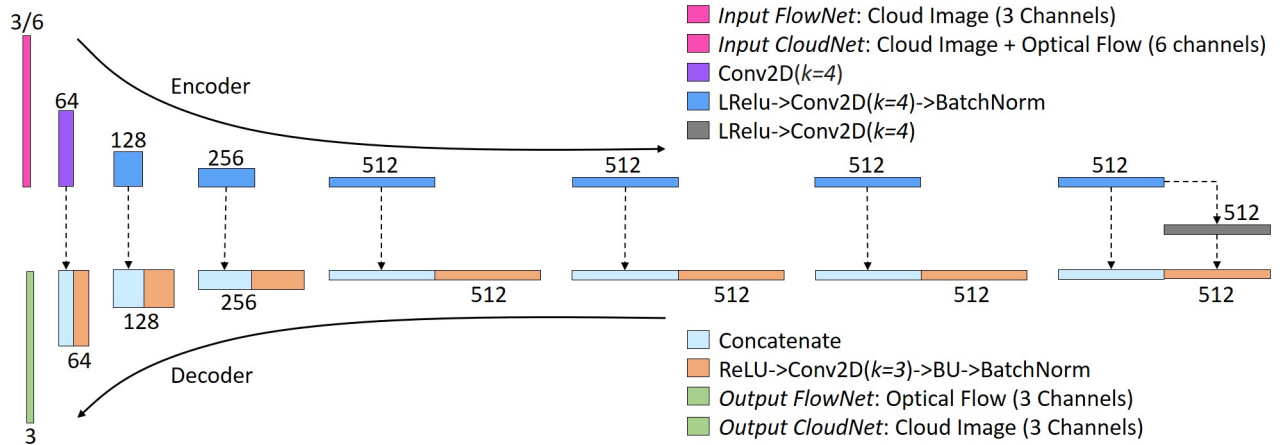 3/6
Input FlowNet: Cloud Image (3 Channels)
Input CloudNet: Cloud Image + Optical Flow (6 channels)
Encoder
Conv2D(k=4)
64
LRelu->Conv2D(k=4)->BatchNorm
128
LRelu->Conv2D(k=4)
256
512
512
512
512
512
64
128
256
512
512
512
512
Concatenate
Decoder
ReLU->Conv2D(k=3)->BU->BatchNorm
Output FlowNet: Optical Flow (3 Channels)
Output CloudNet: Cloud Image (3 Channels)
3